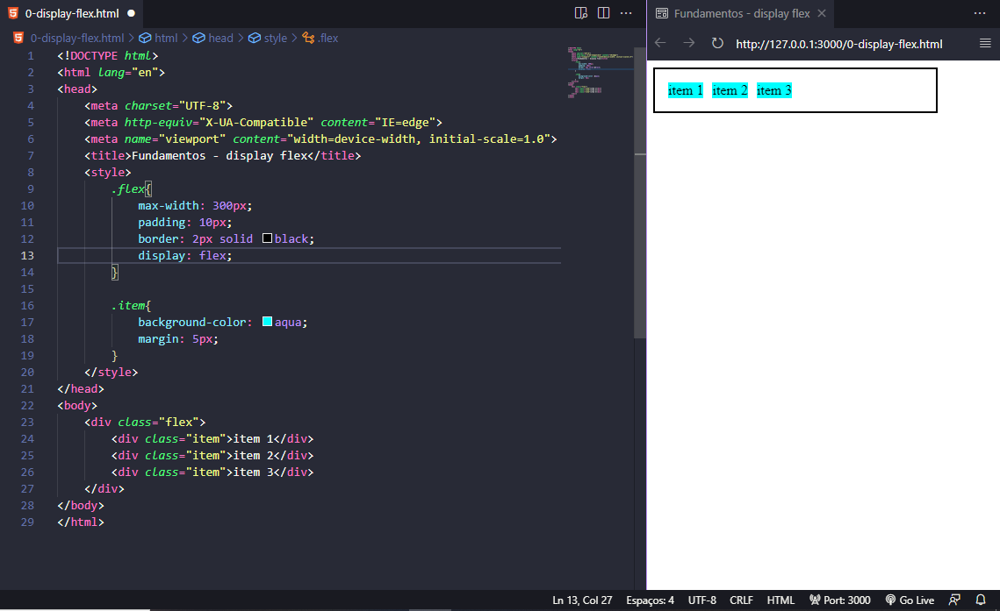 0-display-flex.html
0-display-flex.html > html > head > style > .flex
1 <!DOCTYPE html>
2 <html lang="en">
3 <head>
4 <meta charset="UTF-8">
5 <meta http-equiv="X-UA-Compatible" content="IE=edge">
6 <meta name="viewport" content="width=device-width, initial-scale=1.0">
7 <title>Fundamentos - display flex</title>
8 <style>
9 .flex{
10 max-width: 300px;
11 padding: 10px;
12 border: 2px solid black;
13 display: flex;
14 }
15
16 .item{
17 background-color: aqua;
18 margin: 5px;
19 }
20 </style>
21 </head>
22 <body>
23 <div class="flex">
24 <div class="item">item 1</div>
25 <div class="item">item 2</div>
26 <div class="item">item 3</div>
27 </div>
28 </body>
29 </html>
Fundamentos - display flex
http://127.0.0.1:3000/0-display-flex.html
item 1 item 2 item 3
Ln 13, Col 27 Espaços: 4 UTF-8 CRLF HTML Port: 3000 Go Live